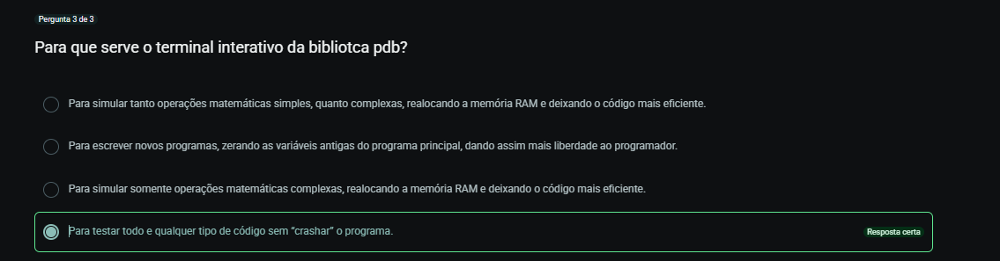 Pergunta 3 de 3
Para que serve o terminal interativo da bibliotca pdb?
Para simular tanto operações matemáticas simples, quanto complexas, realocando a memória RAM e deixando o código mais eficiente.
Para escrever novos programas, zerando as variáveis antigas do programa principal, dando assim mais liberdade ao programador.
Para simular somente operações matemáticas complexas, realocando a memória RAM e deixando o código mais eficiente.
Para testar todo e qualquer tipo de código sem “crashar” o programa. Resposta certa